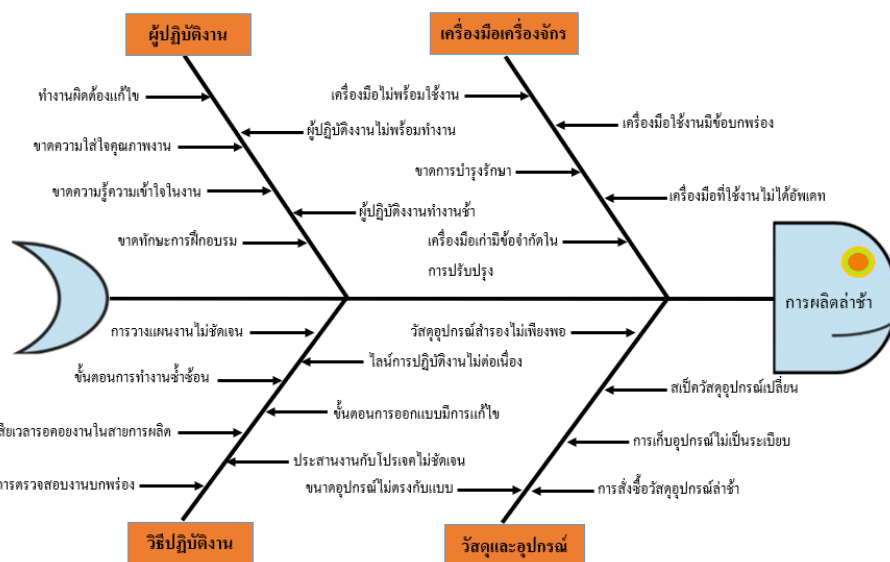 ผู้ปฏิบัติงาน
เครื่องมือเครื่องจักร
ทำงานผิดต้องแก้ไข
ผู้ปฏิบัติงงานไม่พร้อมทำงาน
ขาดความใส่ใจคุณภาพงาน
ขาดความรู้ความเข้าใจในงาน
ผู้ปฏิบัติงงานทำงานช้า
ขาดทักษะการฝึกอบรม
เครื่องมือไม่พร้อมใช้งาน
เครื่องมือใช้งานมีข้อบกพร่อง
ขาดการบำรุงรักษา
เครื่องมือที่ใช้งานไม่ได้อัพเดท
เครื่องมือเก่ามีข้อจำกัดใน
การปรับปรุง
การผลิตล่าช้า
การวางแผนงานไม่ชัดเจน
ไลน์การปฏิบัติงานไม่ต่อเนื่อง
ขั้นตอนการทำงานซ้ำซ้อน
ขั้นตอนการออกแบบมีการแก้ไข
สียเวลารอคอยงานในสายการผลิต
ประสานงานกับโปรเจคไม่ชัดเจน
ารตรวจสอบงานบกพร่อง
วัสดุอุปกรณ์สำรองไม่เพียงพอ
สเป็ควัสดุอุปกรณ์เปลี่ยน
การเก็บอุปกรณ์ไม่เป็นระเบียบ
ขนาดอุปกรณ์ไม่ตรงกับแบบ
การสั่งซื้อวัสดุอุปกรณ์ล่าช้า
วิธีปฏิบัติงาน
วัสดุและอุปกรณ์